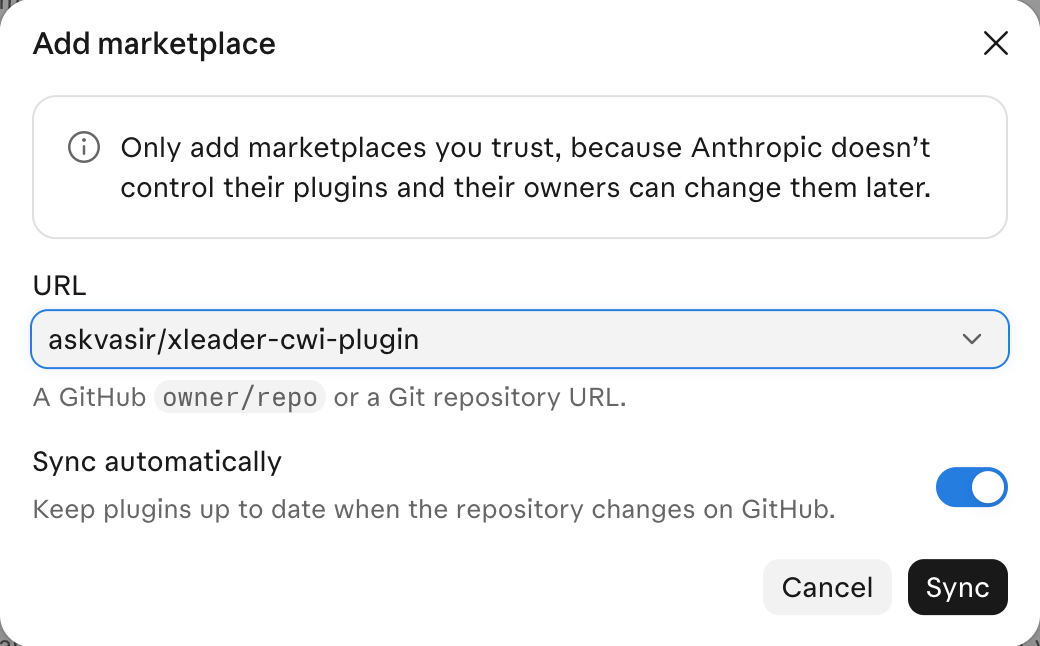 Add marketplace
Only add marketplaces you trust, because Anthropic doesn’t
control their plugins and their owners can change them later.
URL
askvasir/xleader-cwi-plugin
A GitHub owner/repo or a Git repository URL.
Sync automatically
Keep plugins up to date when the repository changes on GitHub.
Cancel
Sync